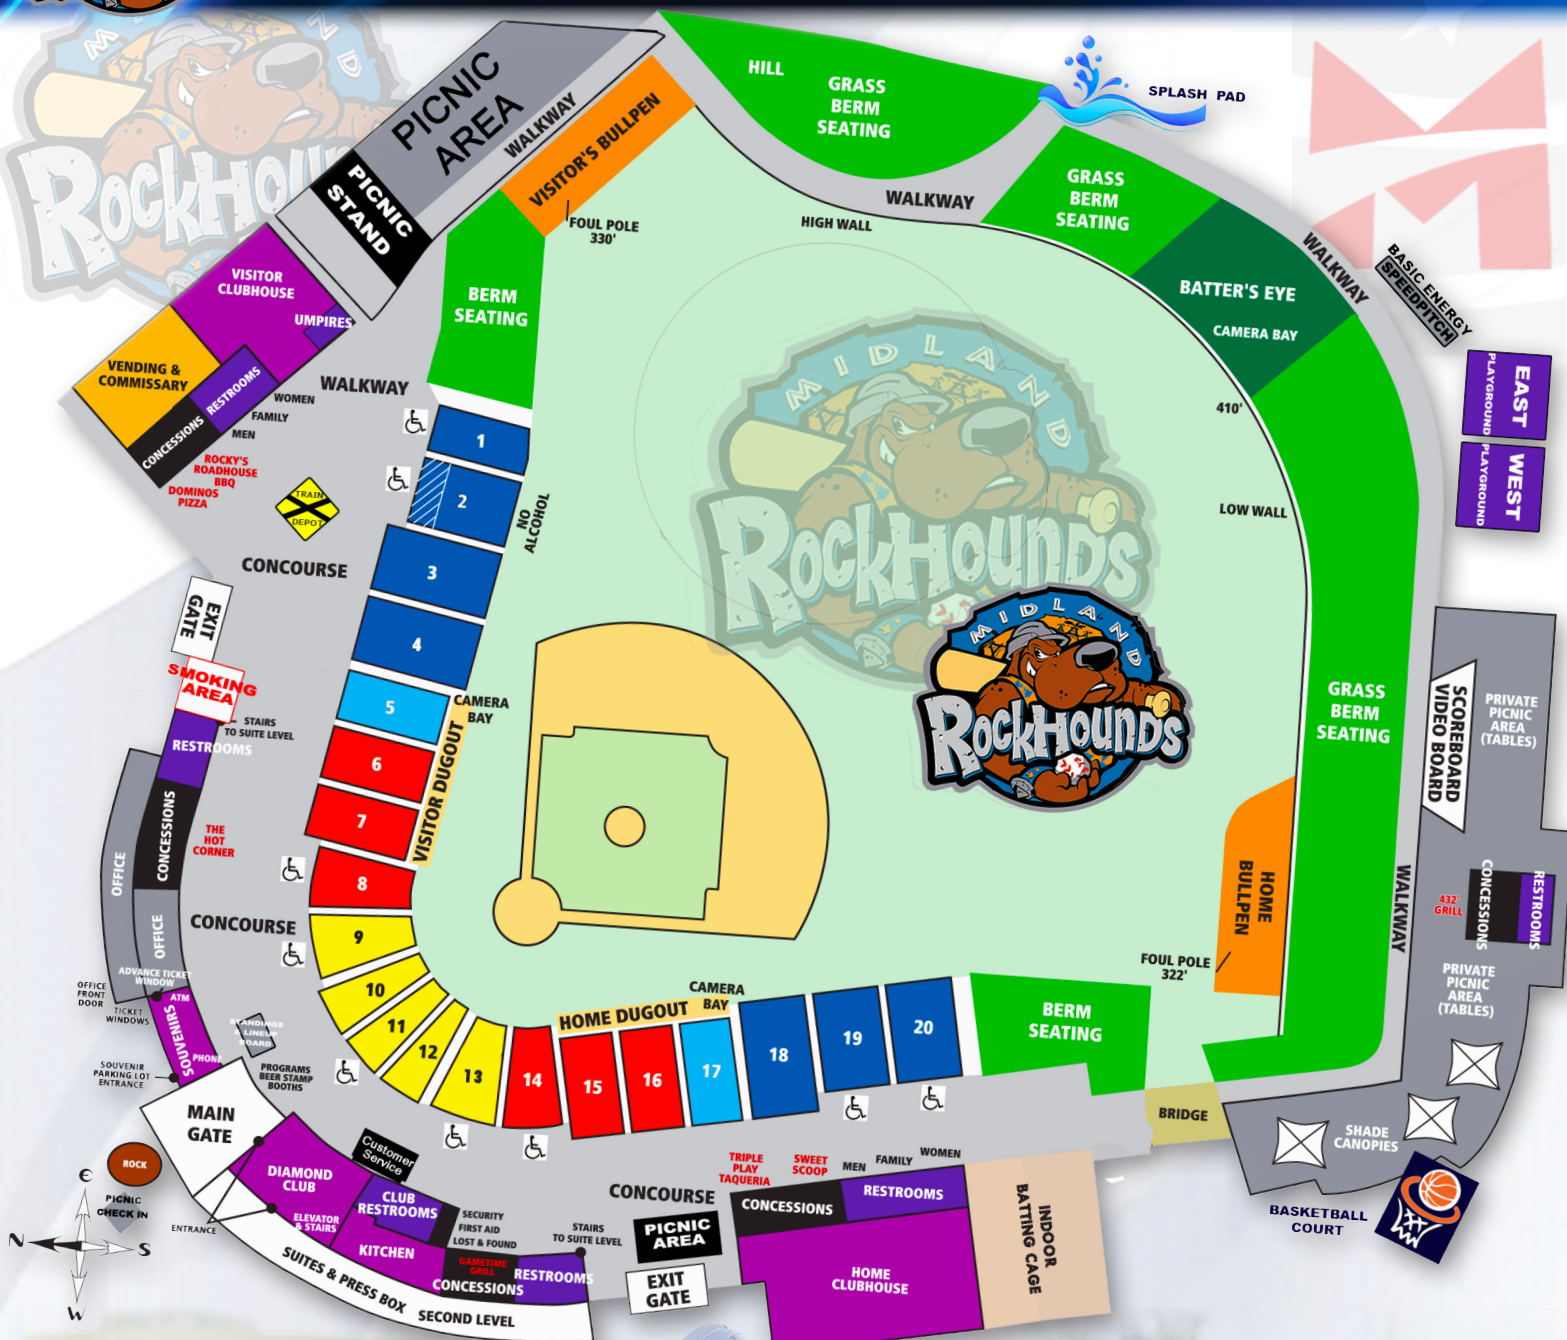 PICNIC
AREA
WALKWAY
VISITOR'S BULLPEN
PICNIC
STAND
FOUL POLE
330'
HILL
GRASS
BERM
SEATING
SPLASH PAD
WALKWAY
HIGH WALL
GRASS
BERM
SEATING
BATTER'S EYE
CAMERA BAY
WALKWAY
BASIC ENERGY
SPEEDPITCH
EAST
PLAYGROUND
WEST
PLAYGROUND
410'
LOW WALL
MIDLAND
ROCKHOUNDS
MIDLAND
ROCKHOUNDS
MIDLAND
ROCKHOU
VISITOR
CLUBHOUSE
UMPIRES
VENDING &
COMMISSARY
RESTROOMS
CONCESSIONS
WOMEN
FAMILY
MEN
WALKWAY
ROCKY'S
ROADHOUSE
BBQ
DOMINOS
PIZZA
TRAIN
DEPOT
BERM
SEATING
1
2
3
4
5
6
7
8
9
10
11
12
13
14
15
16
17
18
19
20
NO
ALCOHOL
CONCOURSE
EXIT
GATE
SMOKING
AREA
STAIRS
TO SUITE LEVEL
RESTROOMS
CONCESSIONS
THE
HOT
CORNER
OFFICE
OFFICE
CONCOURSE
CAMERA
BAY
VISITOR DUGOUT
HOME DUGOUT
CAMERA
BAY
ADVANCE TICKET
WINDOW
OFFICE
FRONT
DOOR
TICKET
WINDOWS
ATM
SOUVENIRS
PHONE
STANDINGS
& LINEUP
BOARD
SOUVENIR
PARKING LOT
ENTRANCE
PROGRAMS
BEER STAMP
BOOTHS
MAIN
GATE
ROCK
PICNIC
CHECK IN
E
N
S
W
ENTRANCE
DIAMOND
CLUB
ELEVATOR
& STAIRS
Customer
Service
CLUB
RESTROOMS
KITCHEN
SECURITY
FIRST AID
LOST & FOUND
GAMETIME
GRILL
CONCESSIONS
RESTROOMS
STAIRS
TO SUITE LEVEL
SUITES & PRESS BOX
SECOND LEVEL
CONCOURSE
PICNIC
AREA
EXIT
GATE
TRIPLE
PLAY
TAQUERIA
SWEET
SCOOP
MEN
FAMILY
WOMEN
CONCESSIONS
RESTROOMS
HOME
CLUBHOUSE
INDOOR
BATTING CAGE
BERM
SEATING
BRIDGE
FOUL POLE
322'
HOME
BULLPEN
GRASS
BERM
SEATING
WALKWAY
SCOREBOARD
VIDEO BOARD
PRIVATE
PICNIC
AREA
(TABLES)
432'
GRILL
CONCESSIONS
RESTROOMS
PRIVATE
PICNIC
AREA
(TABLES)
SHADE
CANOPIES
BASKETBALL
COURT